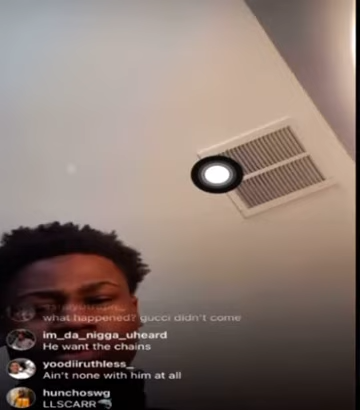 what happened? gucci didn't come
im_da_nigga_uheard
He want the chains
yoodiiruthless_
Ain't none with him at all
hunchoswg
LLSCARR🦈